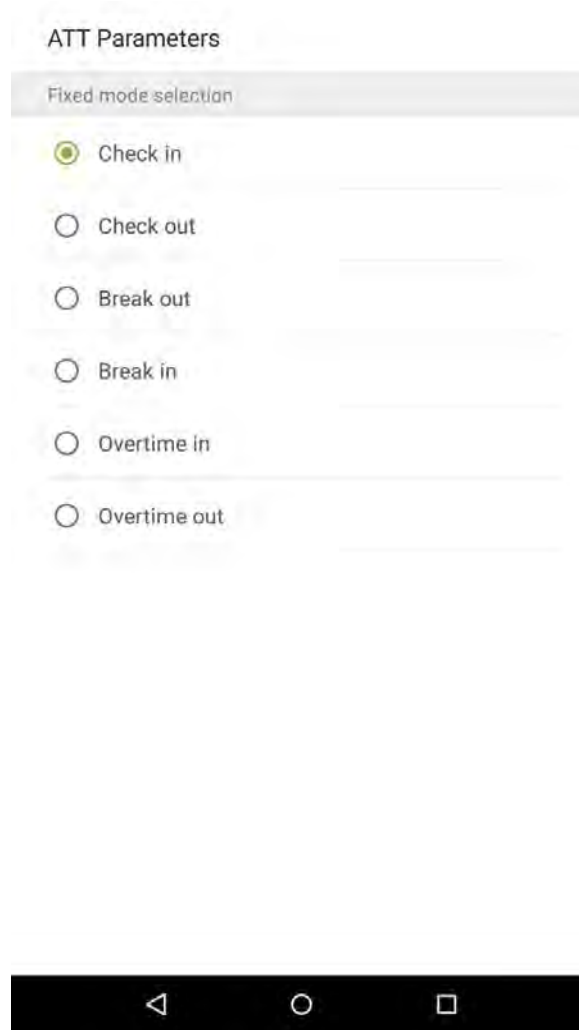 ATT Parameters
Fixed mode selection
Check in
Check out
Break out
Break in
Overtime in
Overtime out